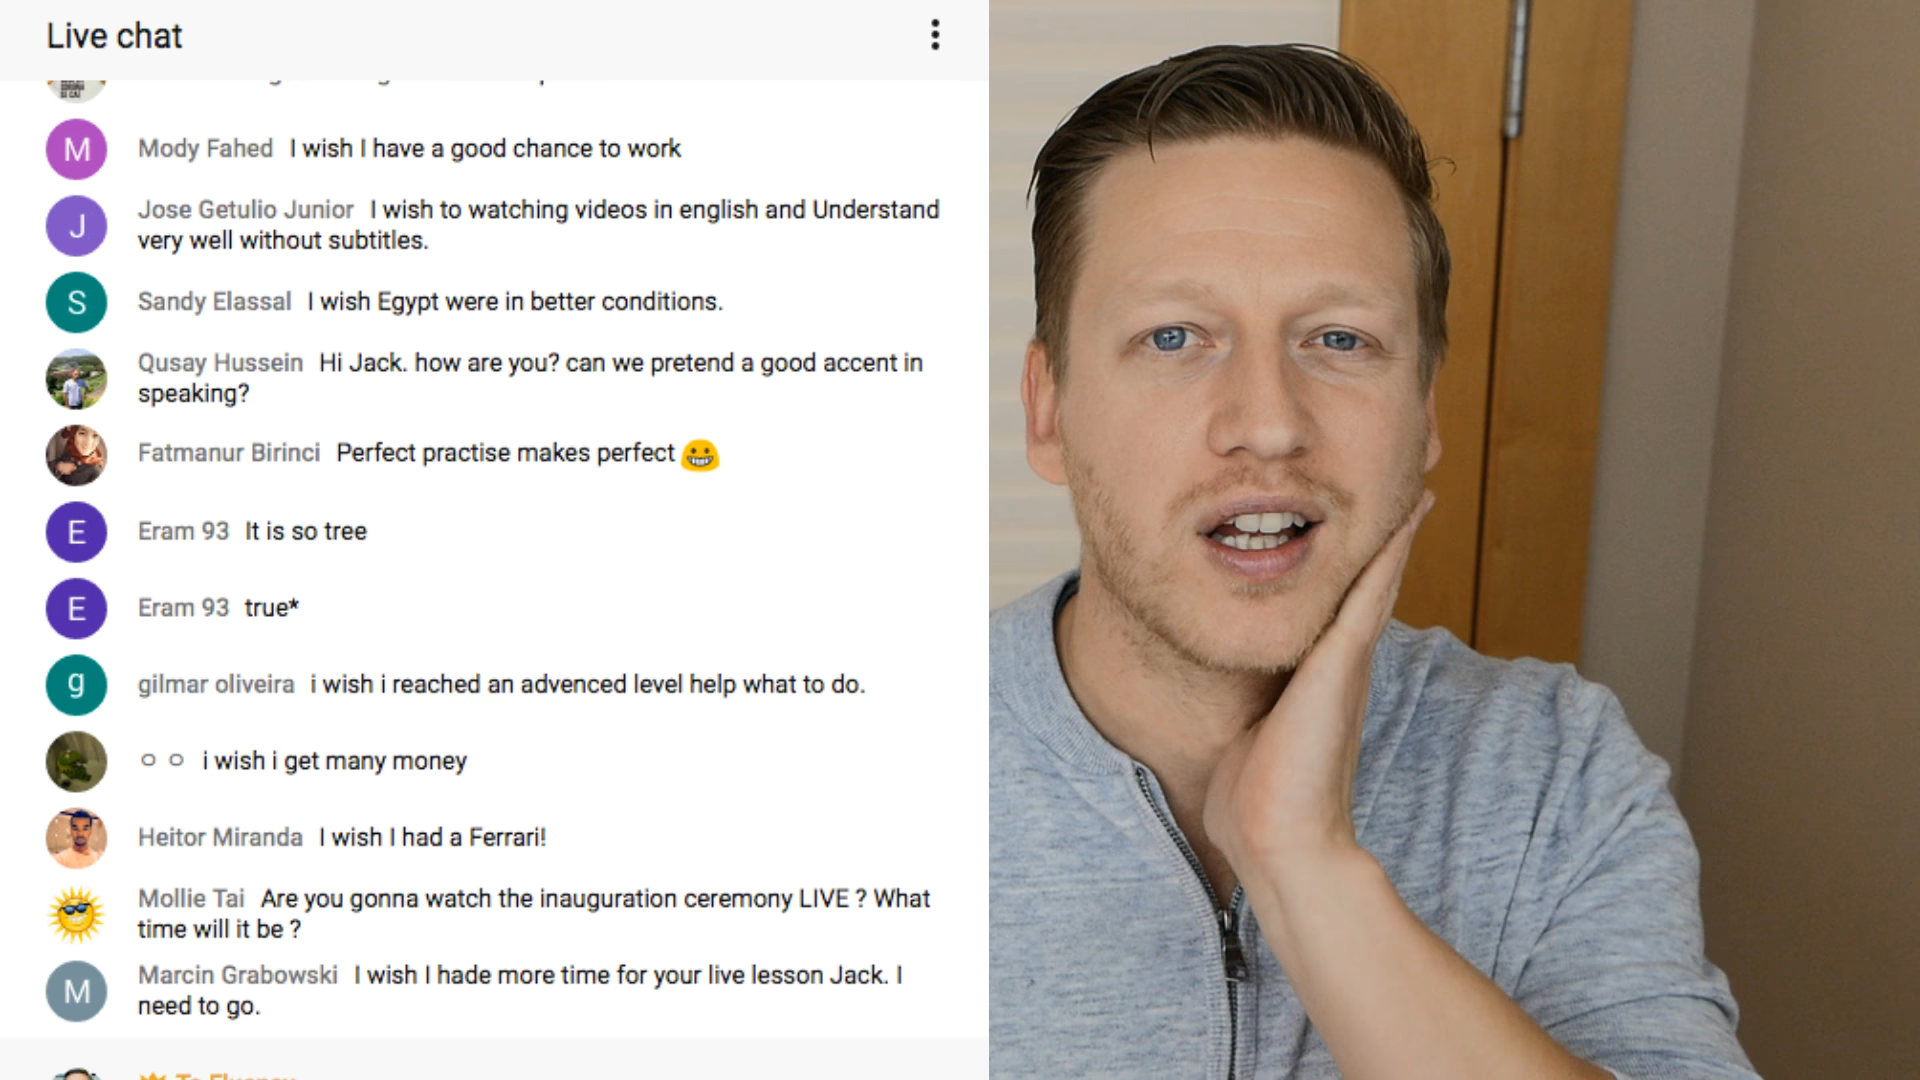 Live chat
M
Mody Fahed I wish I have a good chance to work
J
Jose Getulio Junior I wish to watching videos in english and Understand
very well without subtitles.
S
Sandy Elassal I wish Egypt were in better conditions.
Qusay Hussein Hi Jack. how are you? can we pretend a good accent in
speaking?
Fatmanur Birinci Perfect practise makes perfect 😀
E
Eram 93 It is so tree
E
Eram 93 true*
g
gilmar oliveira i wish i reached an advenced level help what to do.
ㅇ ㅇ i wish i get many money
Heitor Miranda I wish I had a Ferrari!
Mollie Tai Are you gonna watch the inauguration ceremony LIVE ? What
time will it be ?
M
Marcin Grabowski I wish I hade more time for your live lesson Jack. I
need to go.
To Fluency